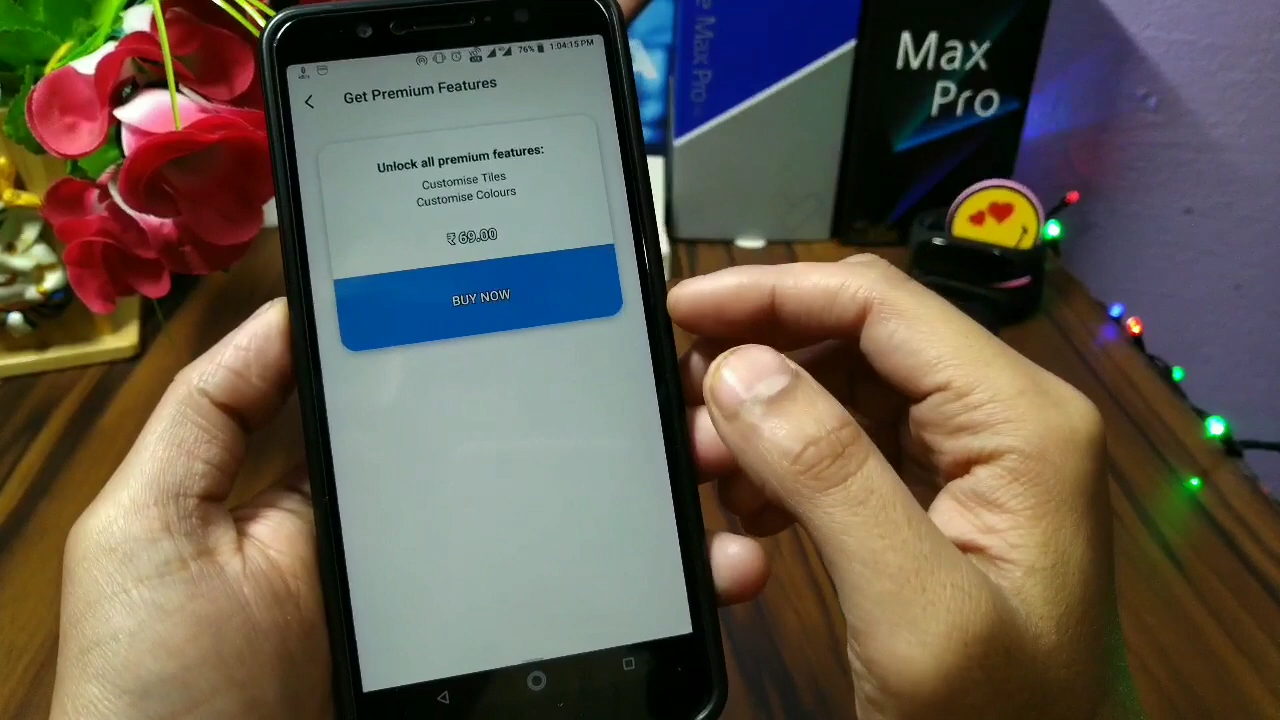 76% 1:04:15 PM
Get Premium Features
Unlock all premium features:
Customise Tiles
Customise Colours
₹ 69.00
BUY NOW
e Max Pro
Max
Pro